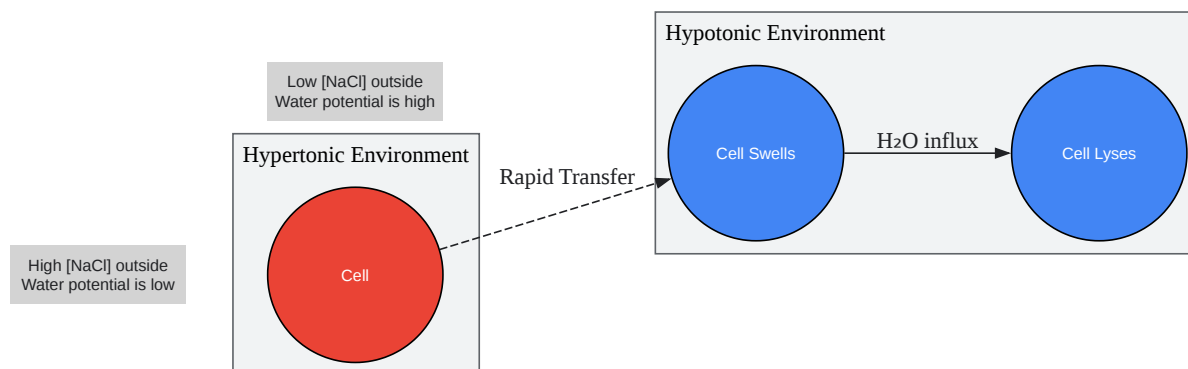 Hypotonic Environment
Low [NaCl] outside
Water potential is high
Hypertonic Environment
Cell Swells
H₂O influx
Cell Lyses
Rapid Transfer
High [NaCl] outside
Water potential is low
Cell